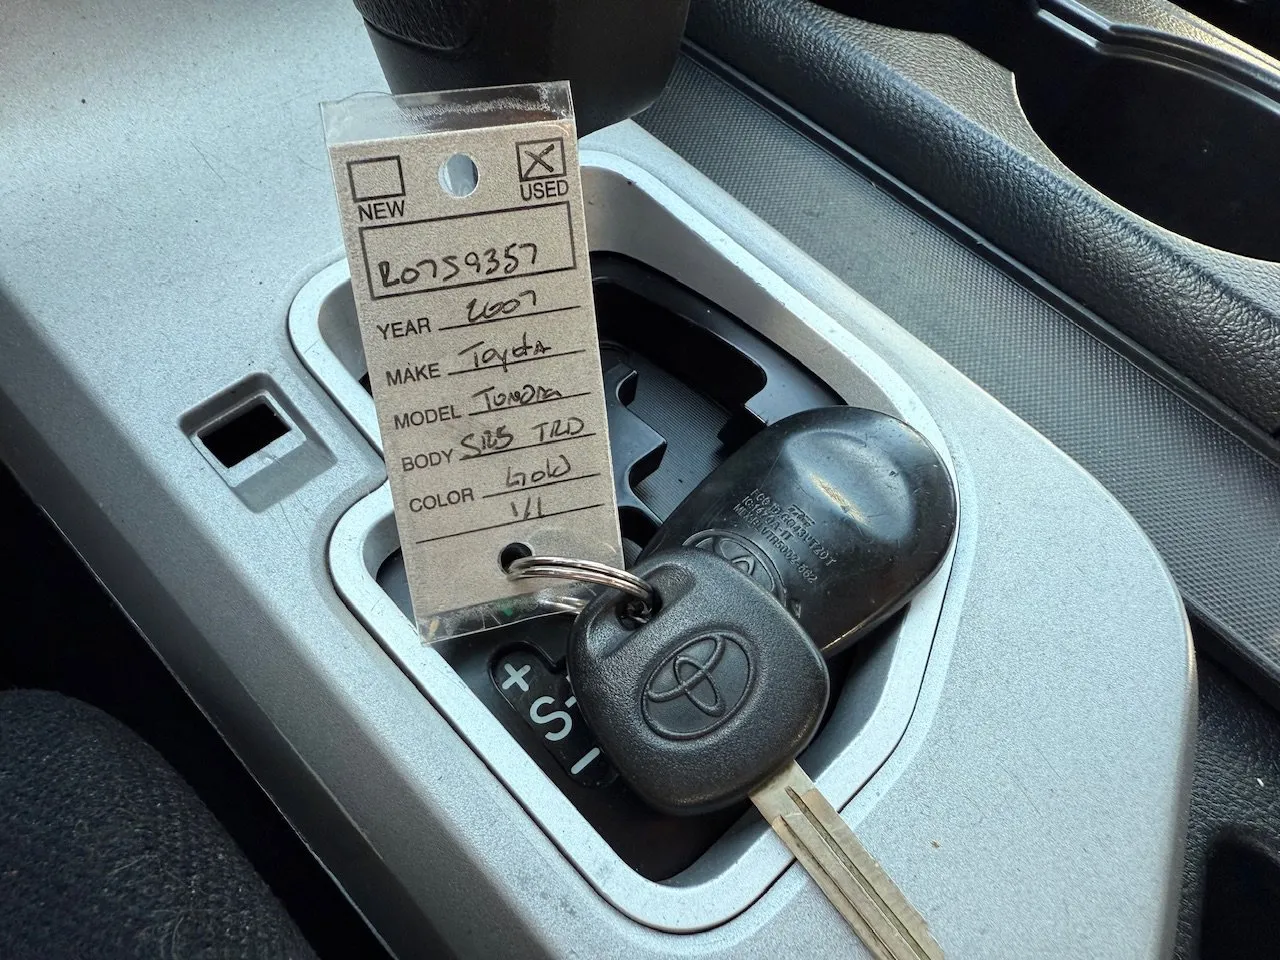 NEW
USED
R0759357
YEAR 2007
MAKE Toyota
MODEL Tundra
BODY SR5 TRD
COLOR Gold
1/1
+
S
−